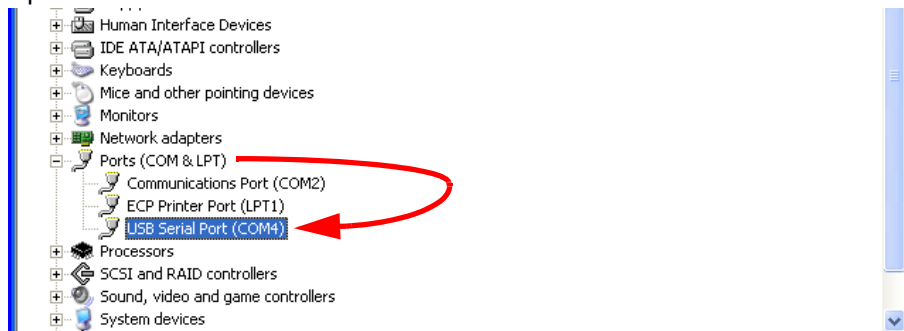 Human Interface Devices
IDE ATA/ATAPI controllers
Keyboards
Mice and other pointing devices
Monitors
Network adapters
Ports (COM & LPT)
Communications Port (COM2)
ECP Printer Port (LPT1)
USB Serial Port (COM4)
Processors
SCSI and RAID controllers
Sound, video and game controllers
System devices